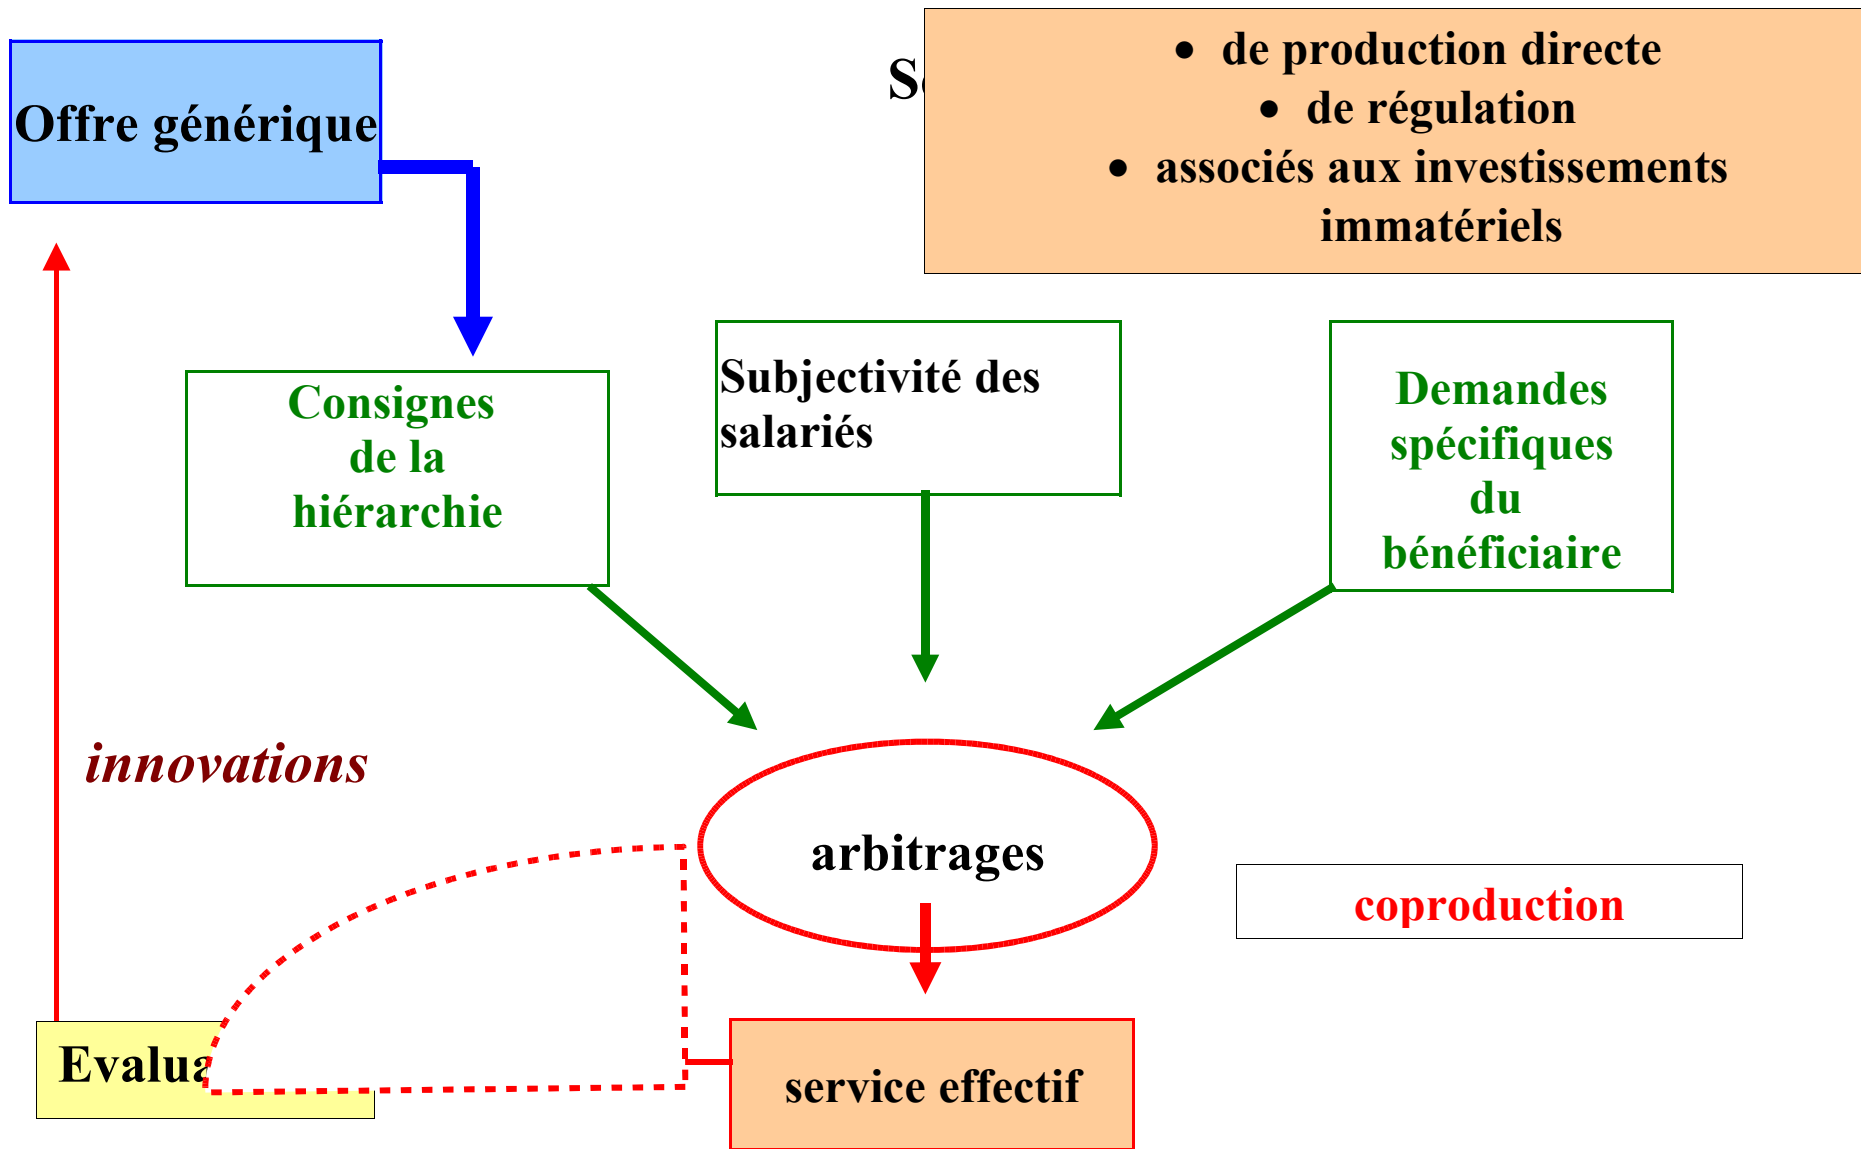 Offre générique
• de production directe
• de régulation
• associés aux investissements
immatériels
Consignes
de la
hiérarchie
Subjectivité des
salariés
Demandes
spécifiques
du
bénéficiaire
innovations
arbitrages
coproduction
service effectif